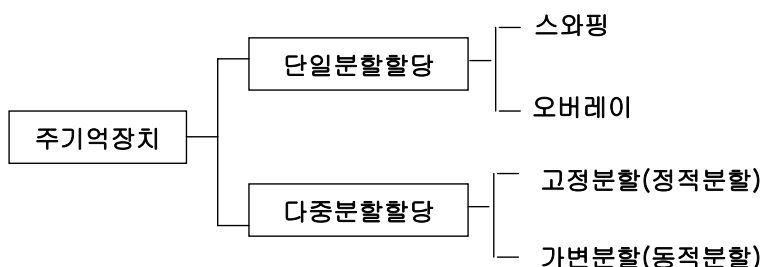 스와핑
단일분할할당
오버레이
주기억장치
고정분할(정적분할)
다중분할할당
가변분할(동적분할)